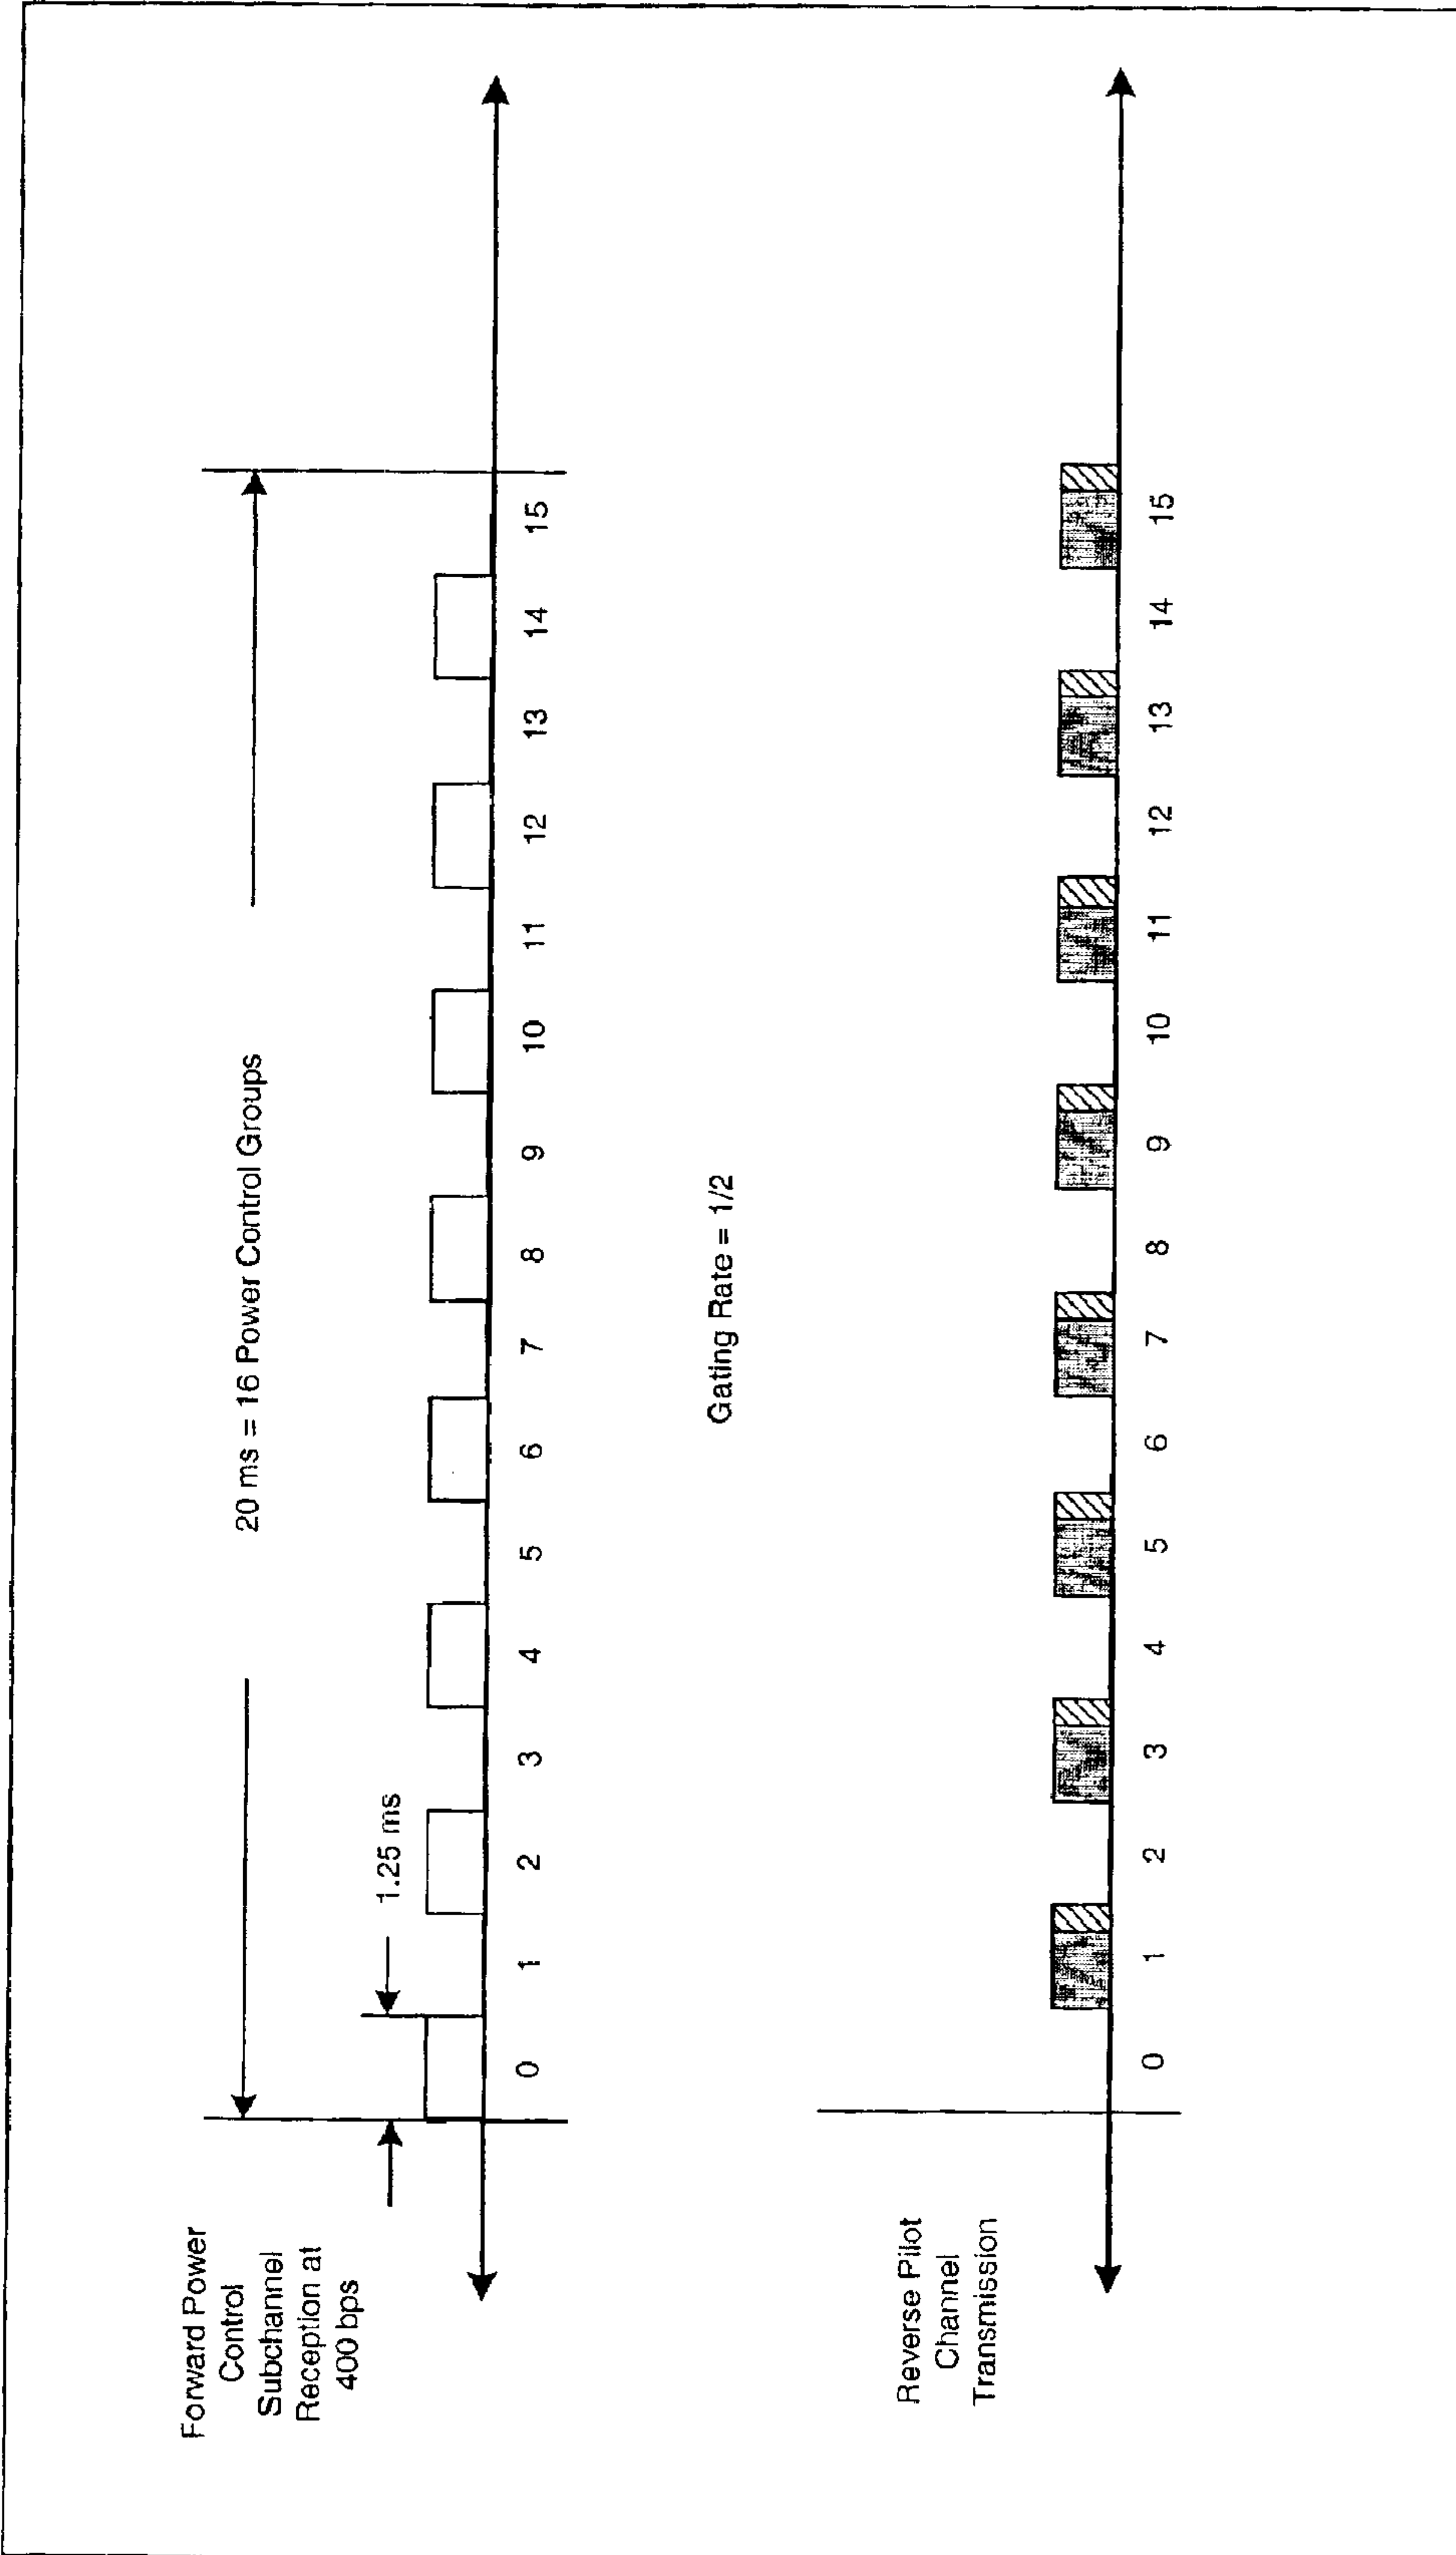 Forward Power
Control
Subchannel
Reception at
400 bps
20 ms = 16 Power Control Groups
1.25 ms
0 1 2 3 4 5 6 7 8 9 10 11 12 13 14 15
Gating Rate = 1/2
Reverse Pilot
Channel
Transmission
0 1 2 3 4 5 6 7 8 9 10 11 12 13 14 15